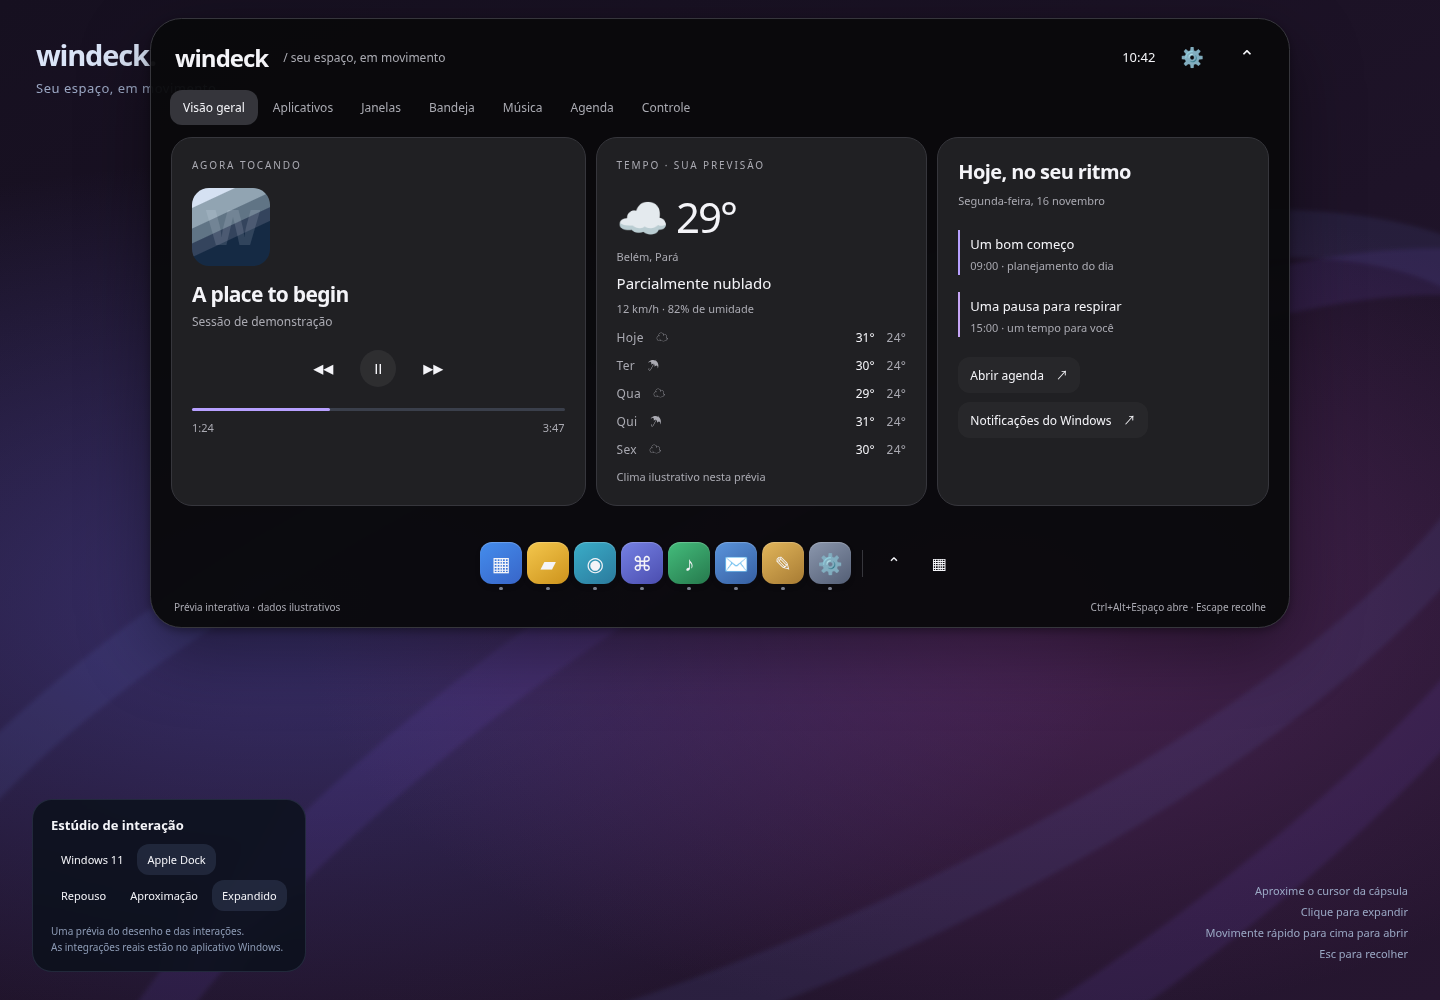 windeck
Seu espaço, em m
windeck / seu espaço, em movimento 10:42
Visão geral Aplicativos Janelas Bandeja Música Agenda Controle
AGORA TOCANDO
W
A place to begin
Sessão de demonstração
1:24 3:47
TEMPO · SUA PREVISÃO
29°
Belém, Pará
Parcialmente nublado
12 km/h · 82% de umidade
Hoje 31° 24°
Ter 30° 24°
Qua 29° 24°
Qui 31° 24°
Sex 30° 24°
Clima ilustrativo nesta prévia
Hoje, no seu ritmo
Segunda-feira, 16 novembro
Um bom começo
09:00 · planejamento do dia
Uma pausa para respirar
15:00 · um tempo para você
Abrir agenda ↗
Notificações do Windows ↗
Prévia interativa · dados ilustrativos
Ctrl+Alt+Espaço abre · Escape recolhe
Estúdio de interação
Windows 11 Apple Dock
Repouso Aproximação Expandido
Uma prévia do desenho e das interações.
As integrações reais estão no aplicativo Windows.
Aproxime o cursor da cápsula
Clique para expandir
Movimente rápido para cima para abrir
Esc para recolher